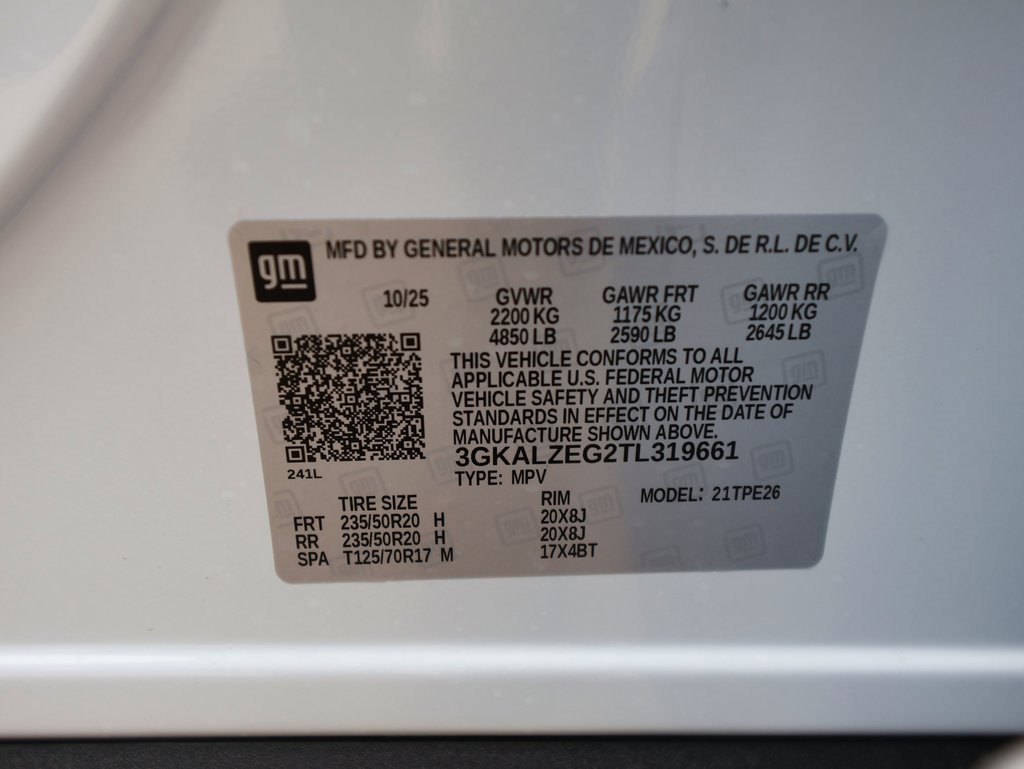 gm
MFD BY GENERAL MOTORS DE MEXICO, S. DE R.L. DE C.V.
10/25 GVWR GAWR FRT GAWR RR
2200 KG 1175 KG 1200 KG
4850 LB 2590 LB 2645 LB
THIS VEHICLE CONFORMS TO ALL
APPLICABLE U.S. FEDERAL MOTOR
VEHICLE SAFETY AND THEFT PREVENTION
STANDARDS IN EFFECT ON THE DATE OF
MANUFACTURE SHOWN ABOVE.
3GKALZEG2TL319661
241L
TYPE: MPV MODEL: 21TPE26
TIRE SIZE RIM
FRT 235/50R20 H 20X8J
RR 235/50R20 H 20X8J
SPA T125/70R17 M 17X4BT